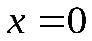 x = 0